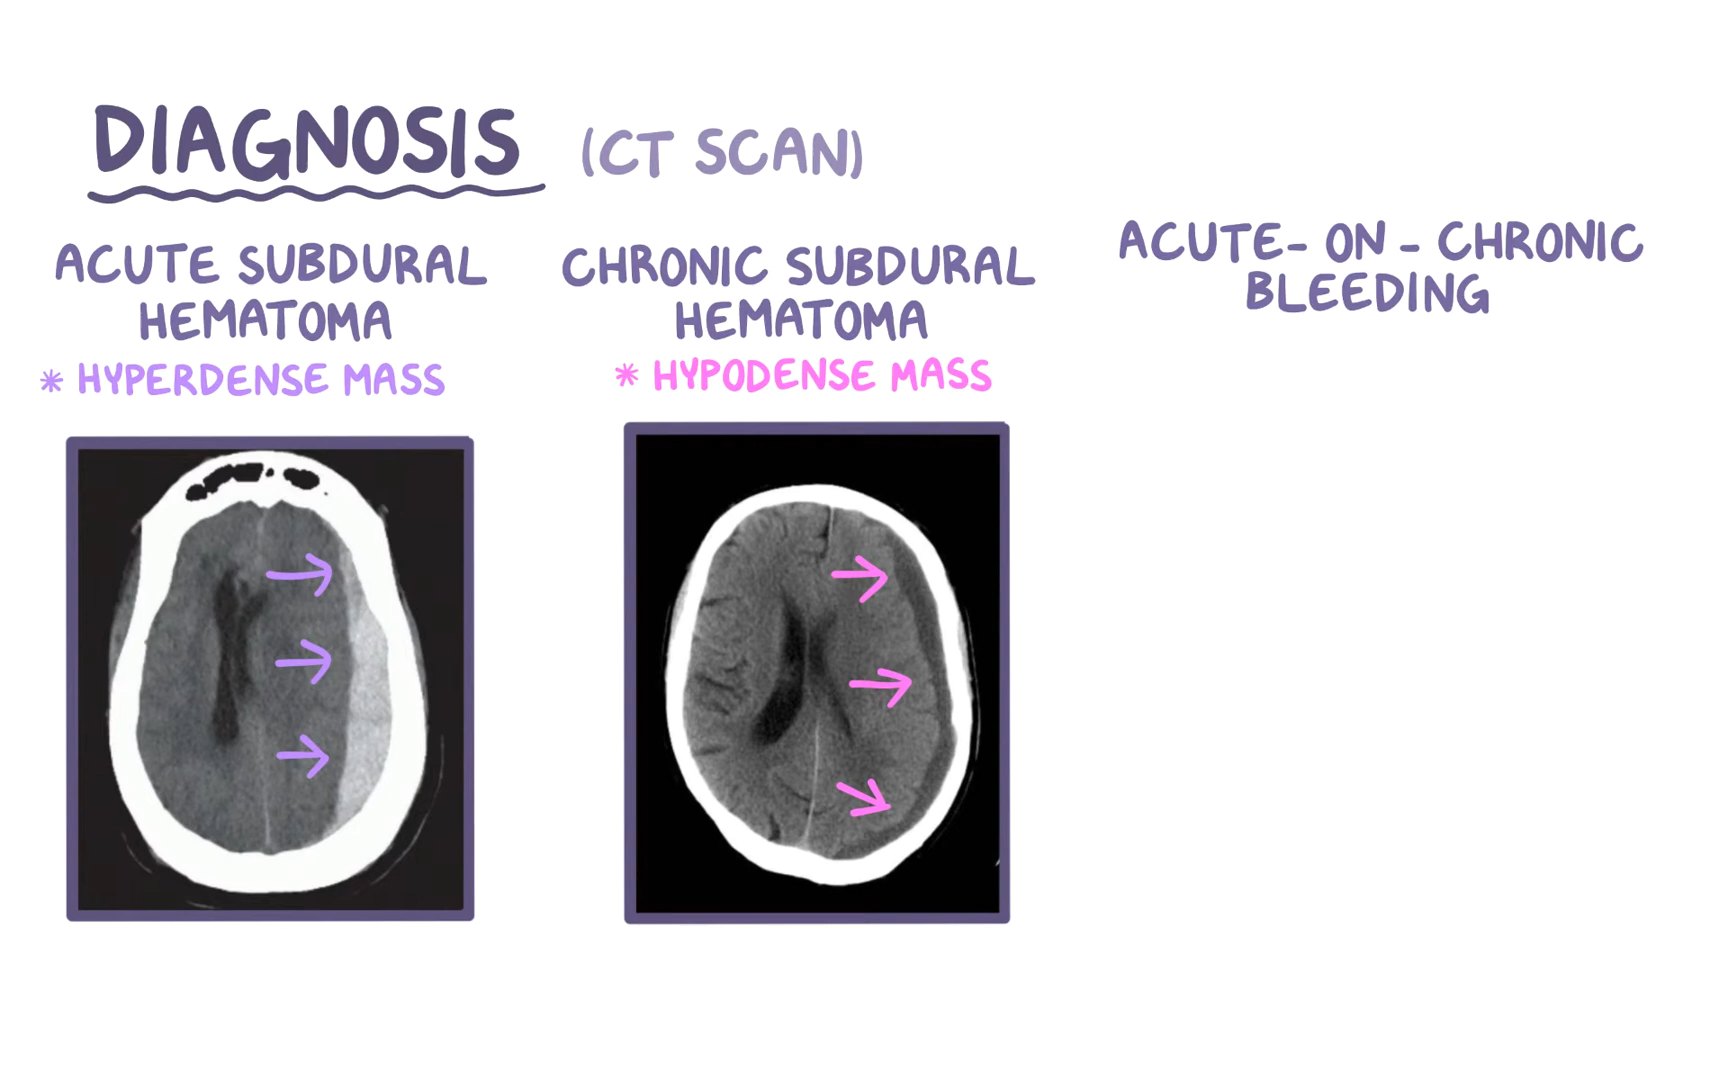 DIAGNOSIS (CT SCAN)
ACUTE SUBDURAL
HEMATOMA
* HYPERDENSE MASS
CHRONIC SUBDURAL
HEMATOMA
* HYPODENSE MASS
ACUTE- ON - CHRONIC
BLEEDING